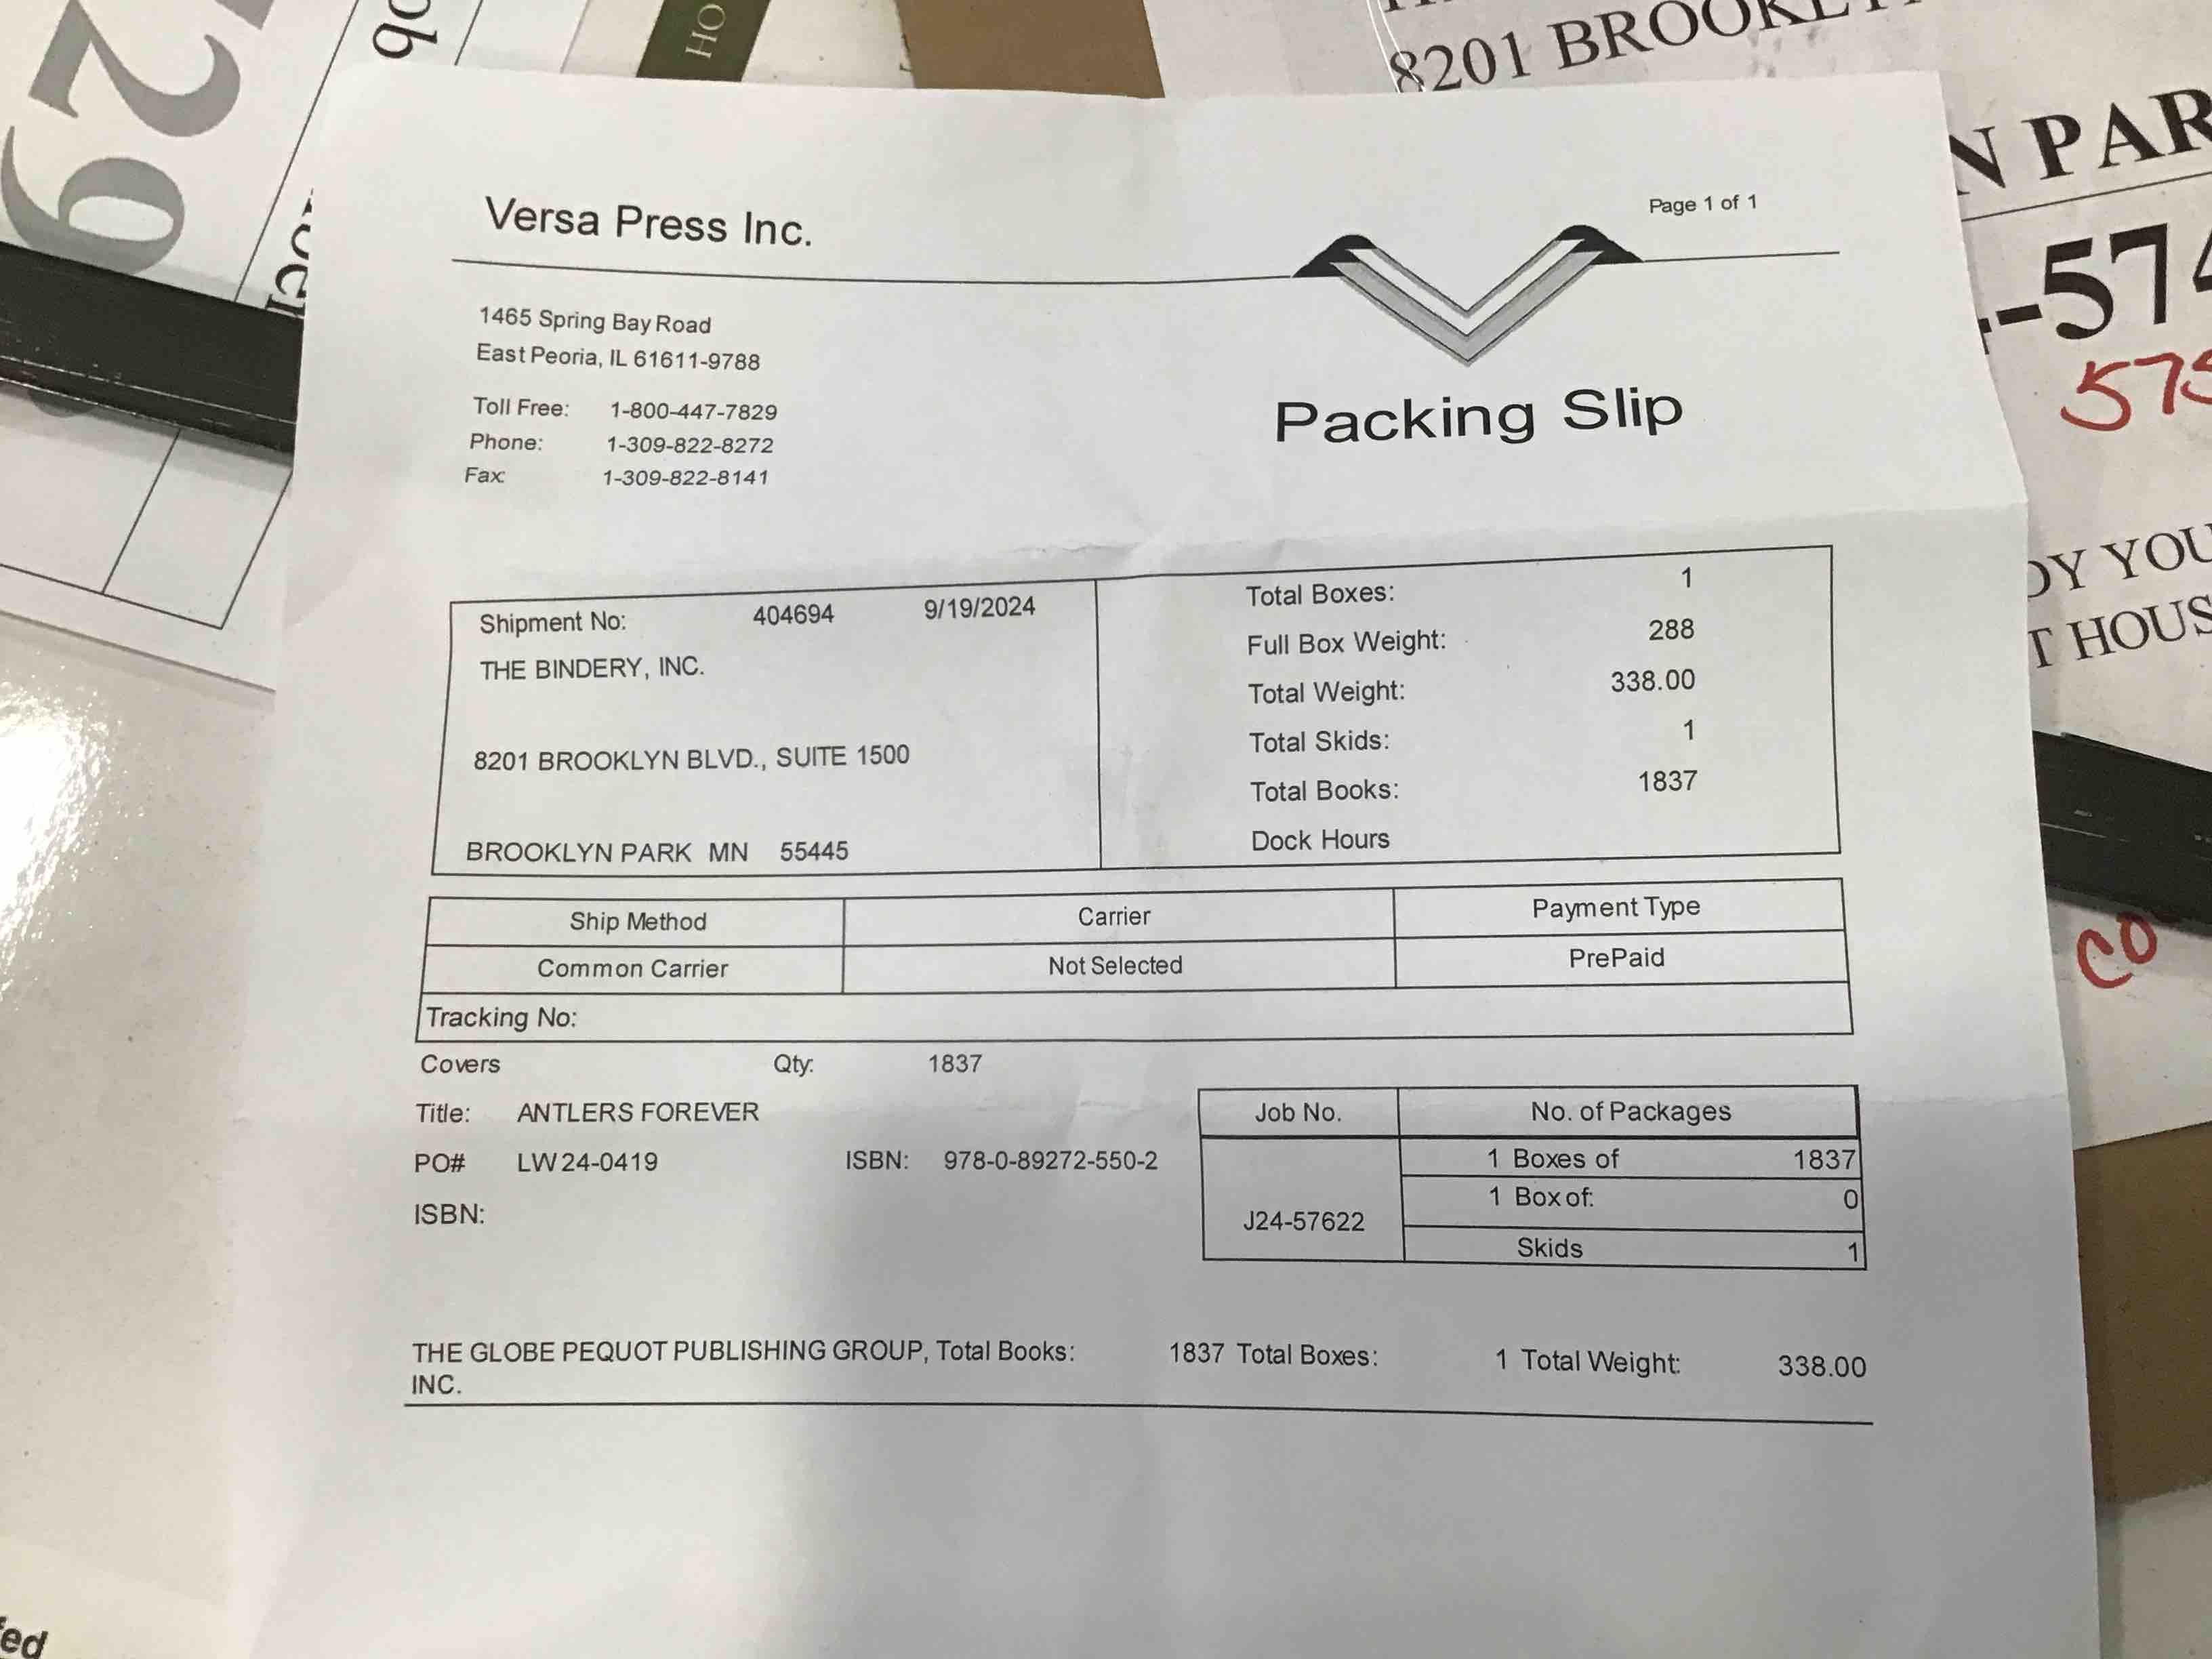 8201
N PAR
-574
Page 1 of 1
Versa Press Inc.
1465 Spring Bay Road
East Peoria, IL 61611-9788
Toll Free: 1-800-447-7829
Phone: 1-309-822-8272
Fax: 1-309-822-8141
Packing Slip
Shipment No: 404694 9/19/2024
THE BINDERY, INC.
8201 BROOKLYN BLVD., SUITE 1500
BROOKLYN PARK MN 55445
Total Boxes: 1
Full Box Weight: 288
Total Weight: 338.00
Total Skids: 1
Total Books: 1837
Dock Hours
Ship Method Carrier Payment Type
Common Carrier Not Selected PrePaid
Tracking No:
Covers Qty: 1837
Title: ANTLERS FOREVER
PO# LW24-0419 ISBN: 978-0-89272-550-2
ISBN:
Job No. No. of Packages
J24-57622
1 Boxes of 1837
1 Box of: 0
Skids 1
THE GLOBE PEQUOT PUBLISHING GROUP, Total Books: 1837 Total Boxes: 1 Total Weight: 338.00
INC.